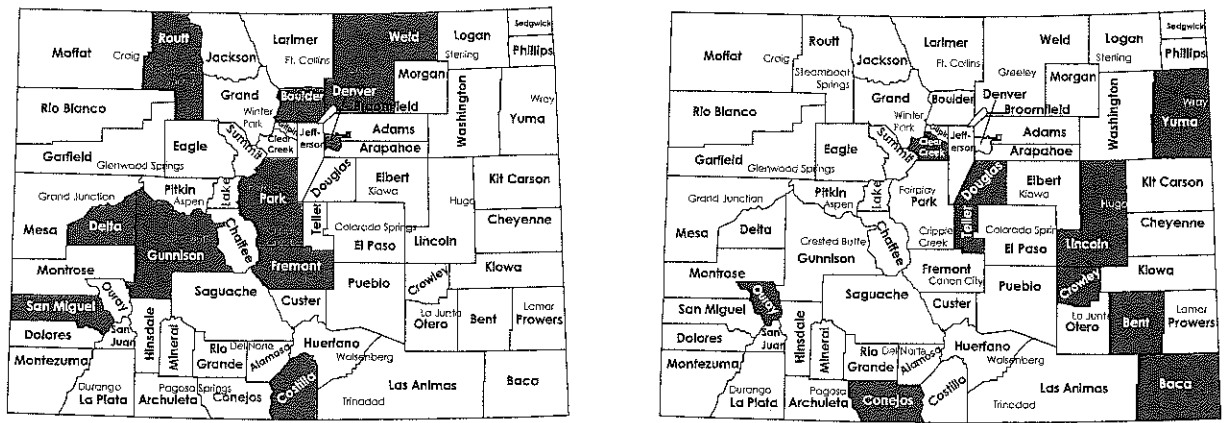 Moffat
Craig
Routt
Jackson
Larimer
Ft. Collins
Weld
Logan
Sterling
Sedgwick
Phillips
Morgan
Rio Blanco
Grand
Winter
Park
Boulder
Denver
Broomfield
Washington
Wray
Yuma
Garfield
Glenwood Springs
Eagle
Summit
Clear
Creek
Jeff-
erson
Adams
Arapahoe
Grand Junction
Mesa
Pitkin
Aspen
Lake
Park
Douglas
Elbert
Kiowa
Hugo
Kit Carson
Cheyenne
Delta
Gunnison
Chaffee
Teller
Colorado Springs
El Paso
Lincoln
Montrose
Fremont
Pueblo
Crowley
Kiowa
San Miguel
Ouray
Saguache
Custer
La Junta
Otero
Bent
Lamar
Prowers
Dolores
San
Juan
Hinsdale
Mineral
Rio
Grande
Del Norte
Alamosa
Huerfano
Walsenberg
Montezuma
Durango
La Plata
Pagosa Springs
Archuleta
Conejos
Costilla
Trinidad
Las Animas
Baca
Moffat
Craig
Routt
Steamboat
Springs
Jackson
Larimer
Ft. Collins
Weld
Greeley
Logan
Sterling
Sedgwick
Phillips
Morgan
Rio Blanco
Grand
Winter
Park
Boulder
Denver
Broomfield
Washington
Wray
Yuma
Garfield
Glenwood Springs
Eagle
Summit
Gilpin
Clear
Creek
Jeff-
erson
Adams
Arapahoe
Grand Junction
Mesa
Pitkin
Aspen
Lake
Fairplay
Park
Douglas
Elbert
Kiowa
Hugo
Kit Carson
Cheyenne
Delta
Crested Butte
Gunnison
Chaffee
Cripple
Creek
Teller
Colorado Springs
El Paso
Lincoln
Montrose
Fremont
Canon City
Pueblo
Crowley
Kiowa
San Miguel
Ouray
Saguache
Custer
La Junta
Otero
Bent
Lamar
Prowers
Dolores
San
Juan
Hinsdale
Mineral
Rio
Grande
Del Norte
Alamosa
Huerfano
Walsenberg
Montezuma
Durango
La Plata
Pagosa
Archuleta
Conejos
Costilla
Trinidad
Las Animas
Baca